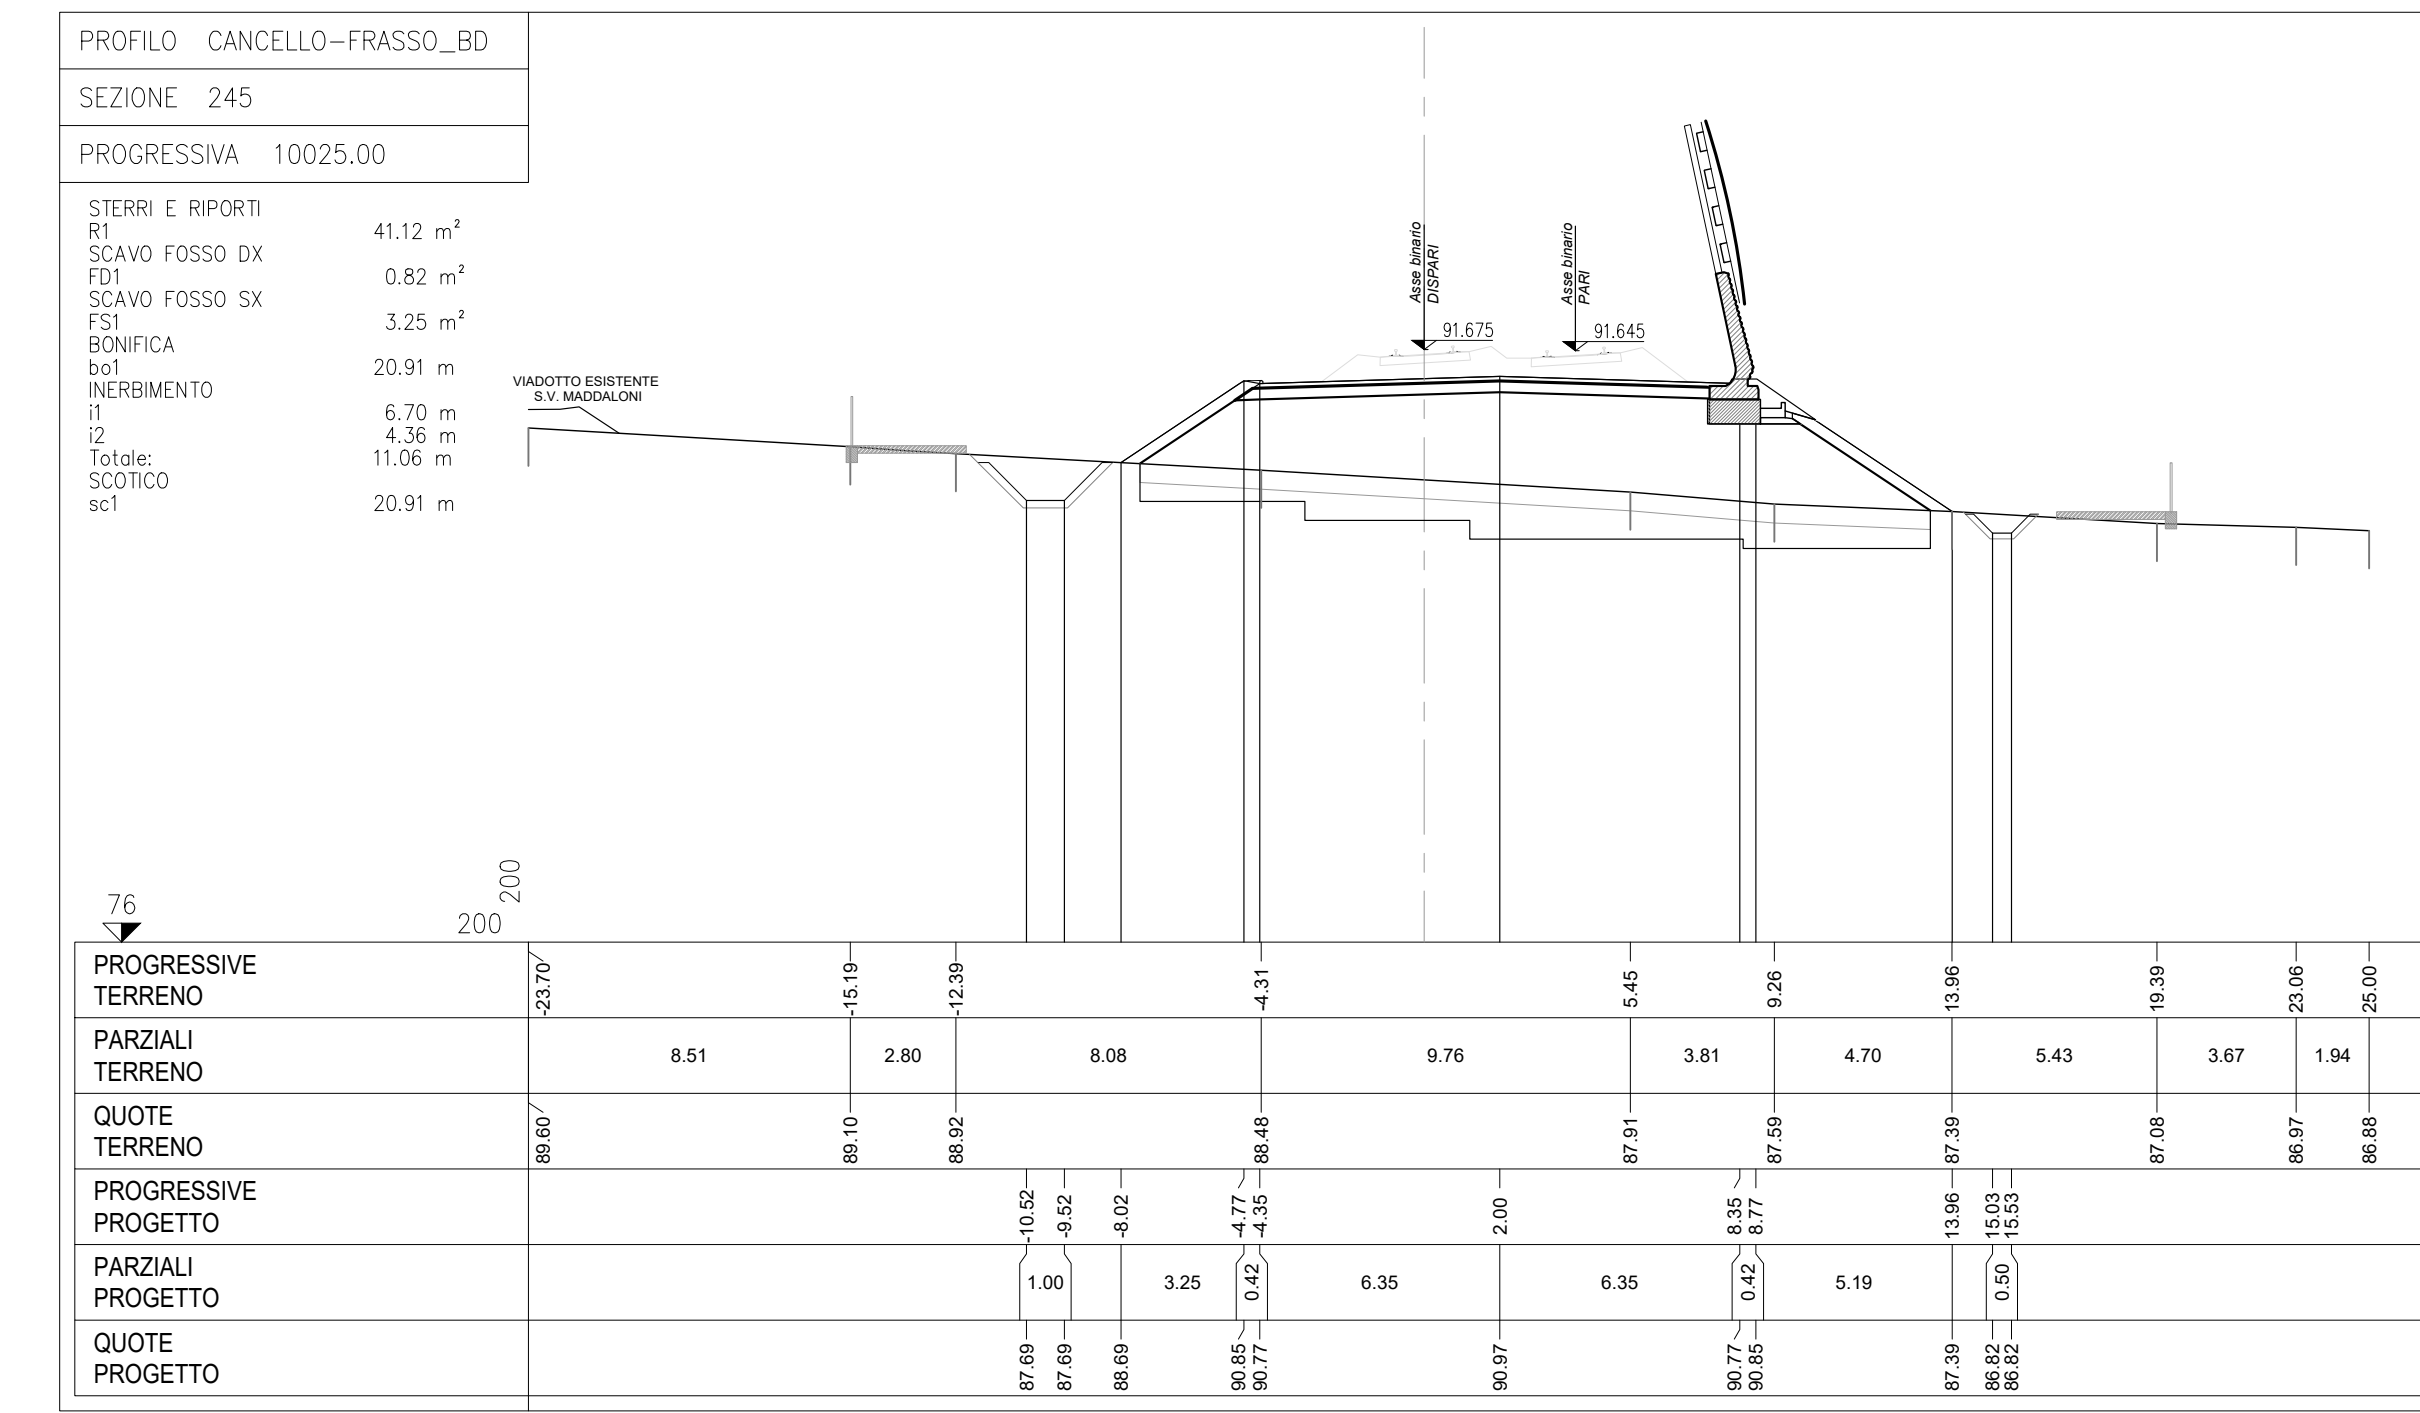 PROFILO CANCELLO-FRASSO_BD
SEZIONE 245
PROGRESSIVA 10025.00
STERRI E RIPORTI
R1 41.12 m²
SCAVO FOSSO DX
FD1 0.82 m²
SCAVO FOSSO SX
FS1 3.25 m²
BONIFICA
bo1 20.91 m
INERBIMENTO
i1 6.70 m
i2 4.36 m
Totale: 11.06 m
SCOTICO
sc1 20.91 m
VIADOTTO ESISTENTE
S.V. MADDALONI
Asse binario
DISPARI
91.675
Asse binario
PARI
91.645
76
200
200
PROGRESSIVE
TERRENO
-23.70 -15.19 -12.39 -4.31 5.45 9.26 13.96 19.39 23.06 25.00
PARZIALI
TERRENO
8.51 2.80 8.08 9.76 3.81 4.70 5.43 3.67 1.94
QUOTE
TERRENO
89.60 89.10 88.92 88.48 87.91 87.59 87.39 87.08 86.97 86.88
PROGRESSIVE
PROGETTO
-10.52 -9.52 -8.02 -4.77 -4.35 2.00 8.35 8.77 13.96 15.03 15.53
PARZIALI
PROGETTO
1.00 3.25 0.42 6.35 6.35 0.42 5.19 0.50
QUOTE
PROGETTO
87.69 87.69 88.69 90.85 90.77 90.97 90.77 90.85 87.39 86.82 86.82